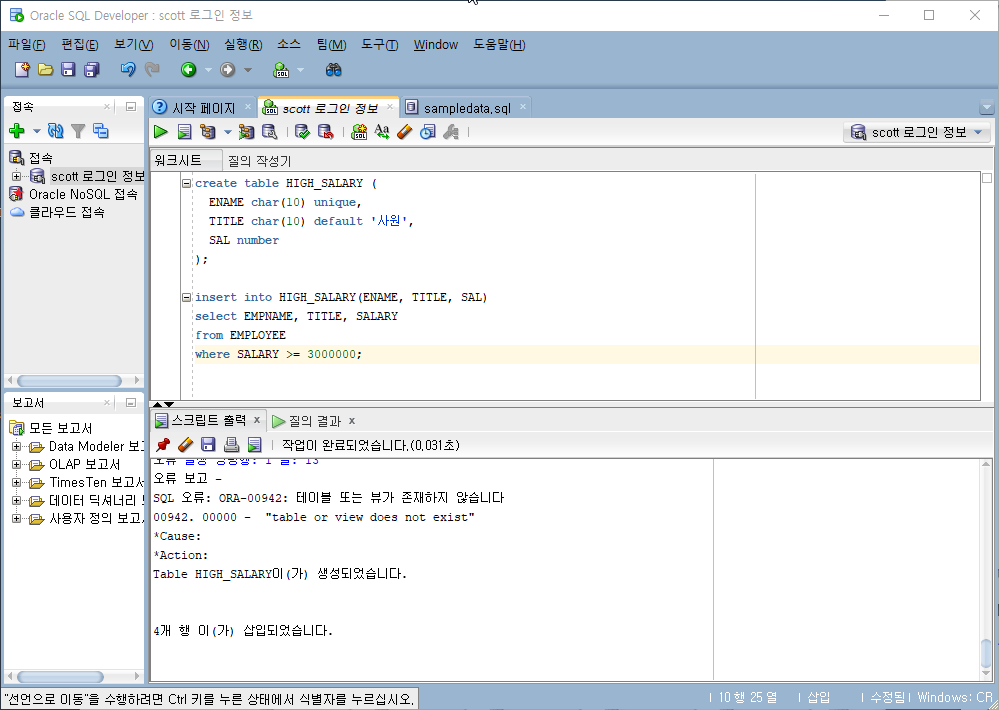 Oracle SQL Developer : scott 로그인 정보
파일(F) 편집(E) 보기(V) 이동(N) 실행(R) 소스 팀(M) 도구(T) Window 도움말(H)
접속
접속
scott 로그인 정보
Oracle NoSQL 접속
클라우드 접속
시작 페이지 scott 로그인 정보 sampledata.sql
scott 로그인 정보
워크시트 질의 작성기
create table HIGH_SALARY (
ENAME char(10) unique,
TITLE char(10) default '사원',
SAL number
);
insert into HIGH_SALARY(ENAME, TITLE, SAL)
select EMPNAME, TITLE, SALARY
from EMPLOYEE
where SALARY >= 3000000;
보고서
모든 보고서
Data Modeler 보고
OLAP 보고서
TimesTen 보고서
데이터 딕셔너리
사용자 정의 보고서
스크립트 출력 x 질의 결과 x
작업이 완료되었습니다.(0,031초)
오류 보고 -
SQL 오류: ORA-00942: 테이블 또는 뷰가 존재하지 않습니다
00942. 00000 - "table or view does not exist"
*Cause:
*Action:
Table HIGH_SALARY이(가) 생성되었습니다.
4개 행 이(가) 삽입되었습니다.
"선언으로 이동"을 수행하려면 Ctrl 키를 누른 상태에서 식별자를 누르십시오.
10 행 25 열 삽입 수정됨 Windows: CR